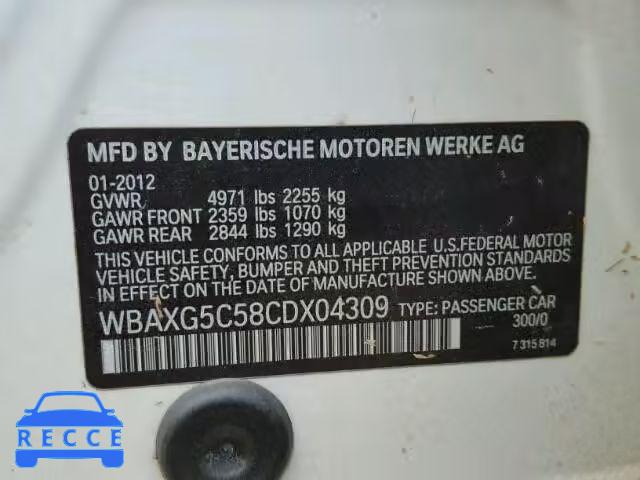 MFD BY BAYERISCHE MOTOREN WERKE AG
01-2012
GVWR 4971 lbs 2255 kg
GAWR FRONT 2359 lbs 1070 kg
GAWR REAR 2844 lbs 1290 kg
THIS VEHICLE CONFORMS TO ALL APPLICABLE U.S.FEDERAL MOTOR
VEHICLE SAFETY, BUMPER AND THEFT PREVENTION STANDARDS
IN EFFECT ON THE DATE OF MANUFACTURE SHOWN ABOVE.
WBAXG5C58CDX04309 TYPE: PASSENGER CAR
300/0
7 315 814
RECCE